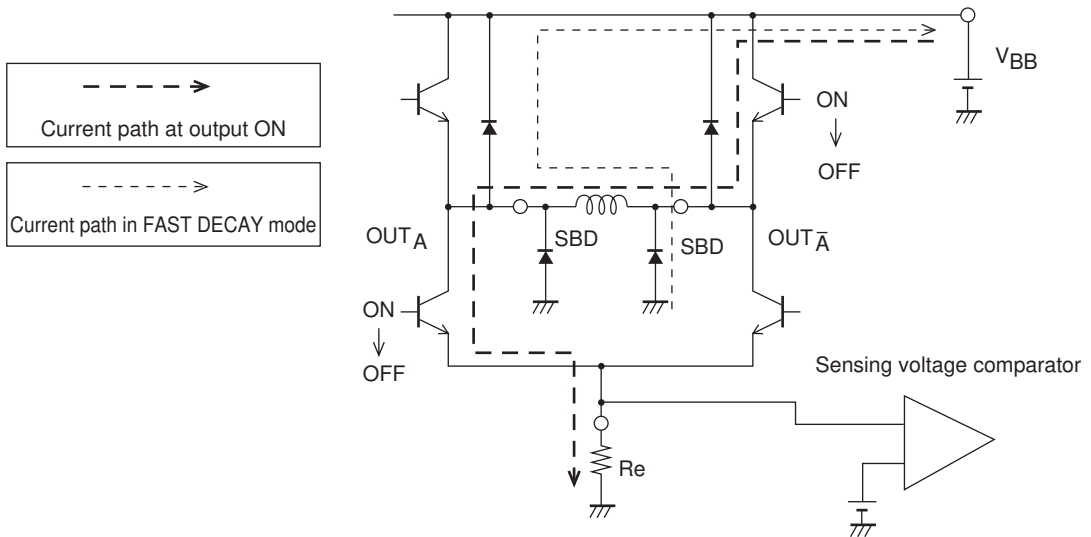 V_BB
Current path at output ON
ON
OFF
Current path in FAST DECAY mode
OUT_A
SBD
SBD
OUT_A̅
ON
OFF
Sensing voltage comparator
Re